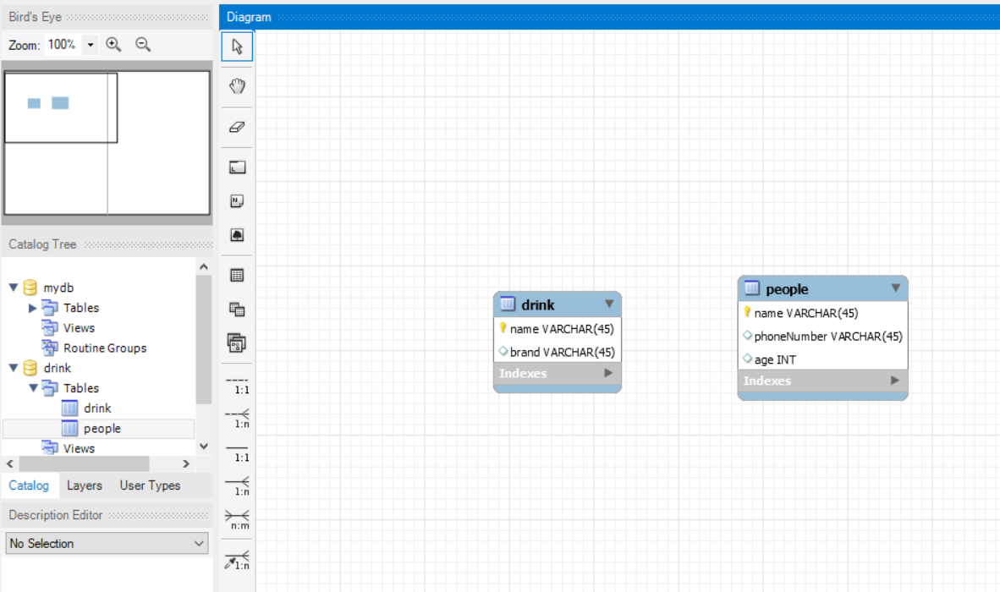 Bird's Eye
Zoom: 100%
Catalog Tree
mydb
Tables
Views
Routine Groups
drink
Tables
drink
people
Views
Catalog Layers User Types
Description Editor
No Selection
Diagram
1:1
1:n
1:1
1:n
n:m
1:n
drink
name VARCHAR(45)
brand VARCHAR(45)
Indexes
people
name VARCHAR(45)
phoneNumber VARCHAR(45)
age INT
Indexes